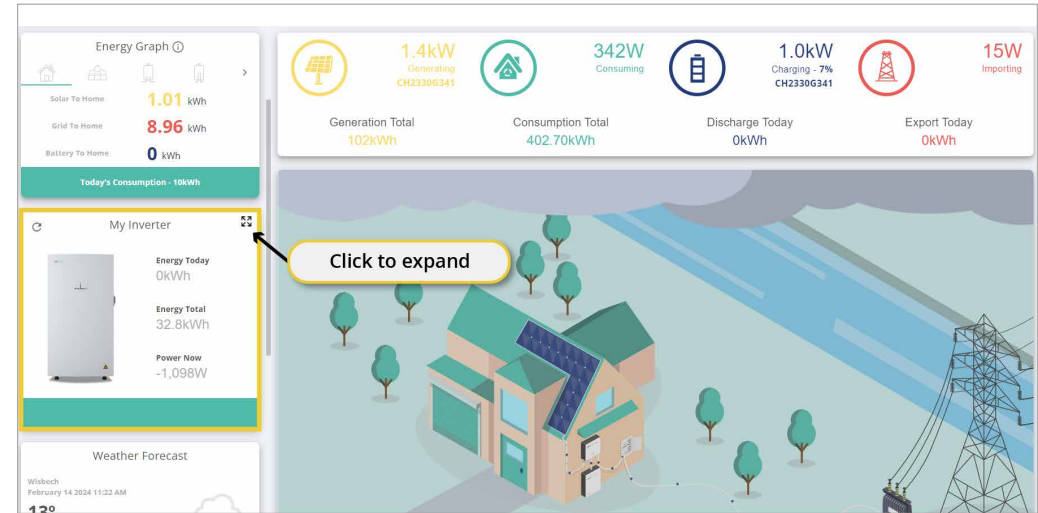 Energy Graph
Solar To Home 1.01 kWh
Grid To Home 8.96 kWh
Battery To Home 0 kWh
Today's Consumption - 10kWh
My Inverter
Energy Today
0kWh
Energy Total
32.8kWh
Power Now
-1,098W
Weather Forecast
Wisbech
February 14 2024 11:22 AM
13°
1.4kW
Generating
CH2330G341
342W
Consuming
1.0kW
Charging - 7%
CH2330G341
15W
Importing
Generation Total
102kWh
Consumption Total
402.70kWh
Discharge Today
0kWh
Export Today
0kWh
Click to expand